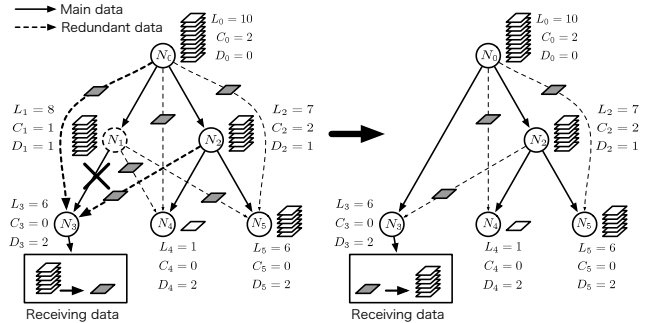 Main data
Redundant data
L₀ = 10
C₀ = 2
D₀ = 0
N₀
L₁ = 8
C₁ = 1
D₁ = 1
N₁
L₂ = 7
C₂ = 2
D₂ = 1
N₂
L₃ = 6
C₃ = 0
D₃ = 2
N₃
N₄
L₄ = 1
C₄ = 0
D₄ = 2
N₅
L₅ = 6
C₅ = 0
D₅ = 2
Receiving data
L₀ = 10
C₀ = 2
D₀ = 0
N₀
L₂ = 7
C₂ = 2
D₂ = 1
N₂
L₃ = 6
C₃ = 0
D₃ = 2
N₃
N₄
L₄ = 1
C₄ = 0
D₄ = 2
N₅
L₅ = 6
C₅ = 0
D₅ = 2
Receiving data